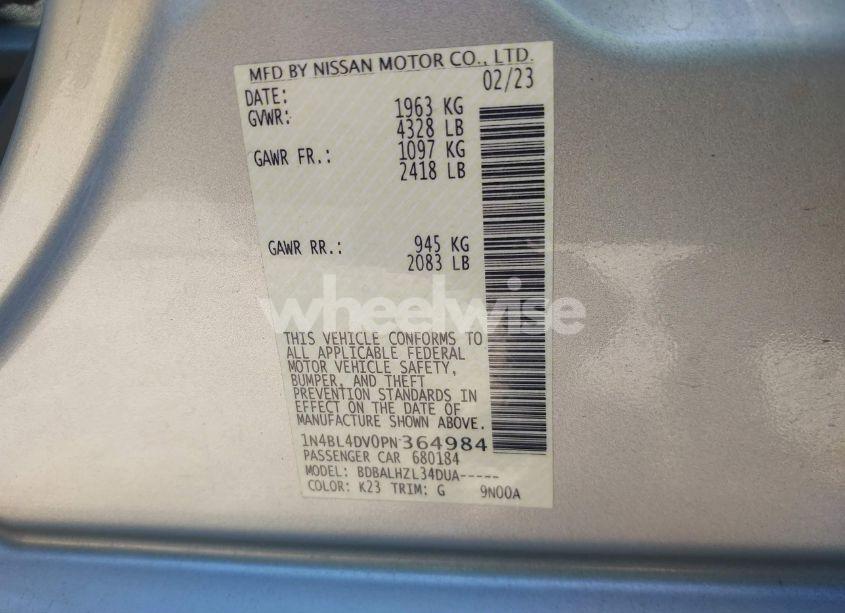 MFD BY NISSAN MOTOR CO., LTD.
DATE: 02/23
GVWR: 1963 KG
4328 LB
GAWR FR.: 1097 KG
2418 LB
GAWR RR.: 945 KG
2083 LB
wheelwise
THIS VEHICLE CONFORMS TO
ALL APPLICABLE FEDERAL
MOTOR VEHICLE SAFETY,
BUMPER, AND THEFT
PREVENTION STANDARDS IN
EFFECT ON THE DATE OF
MANUFACTURE SHOWN ABOVE.
1N4BL4DV0PN364984
PASSENGER CAR 680184
MODEL: BDBALHZL34DUA-----
COLOR: K23 TRIM: G 9N00A